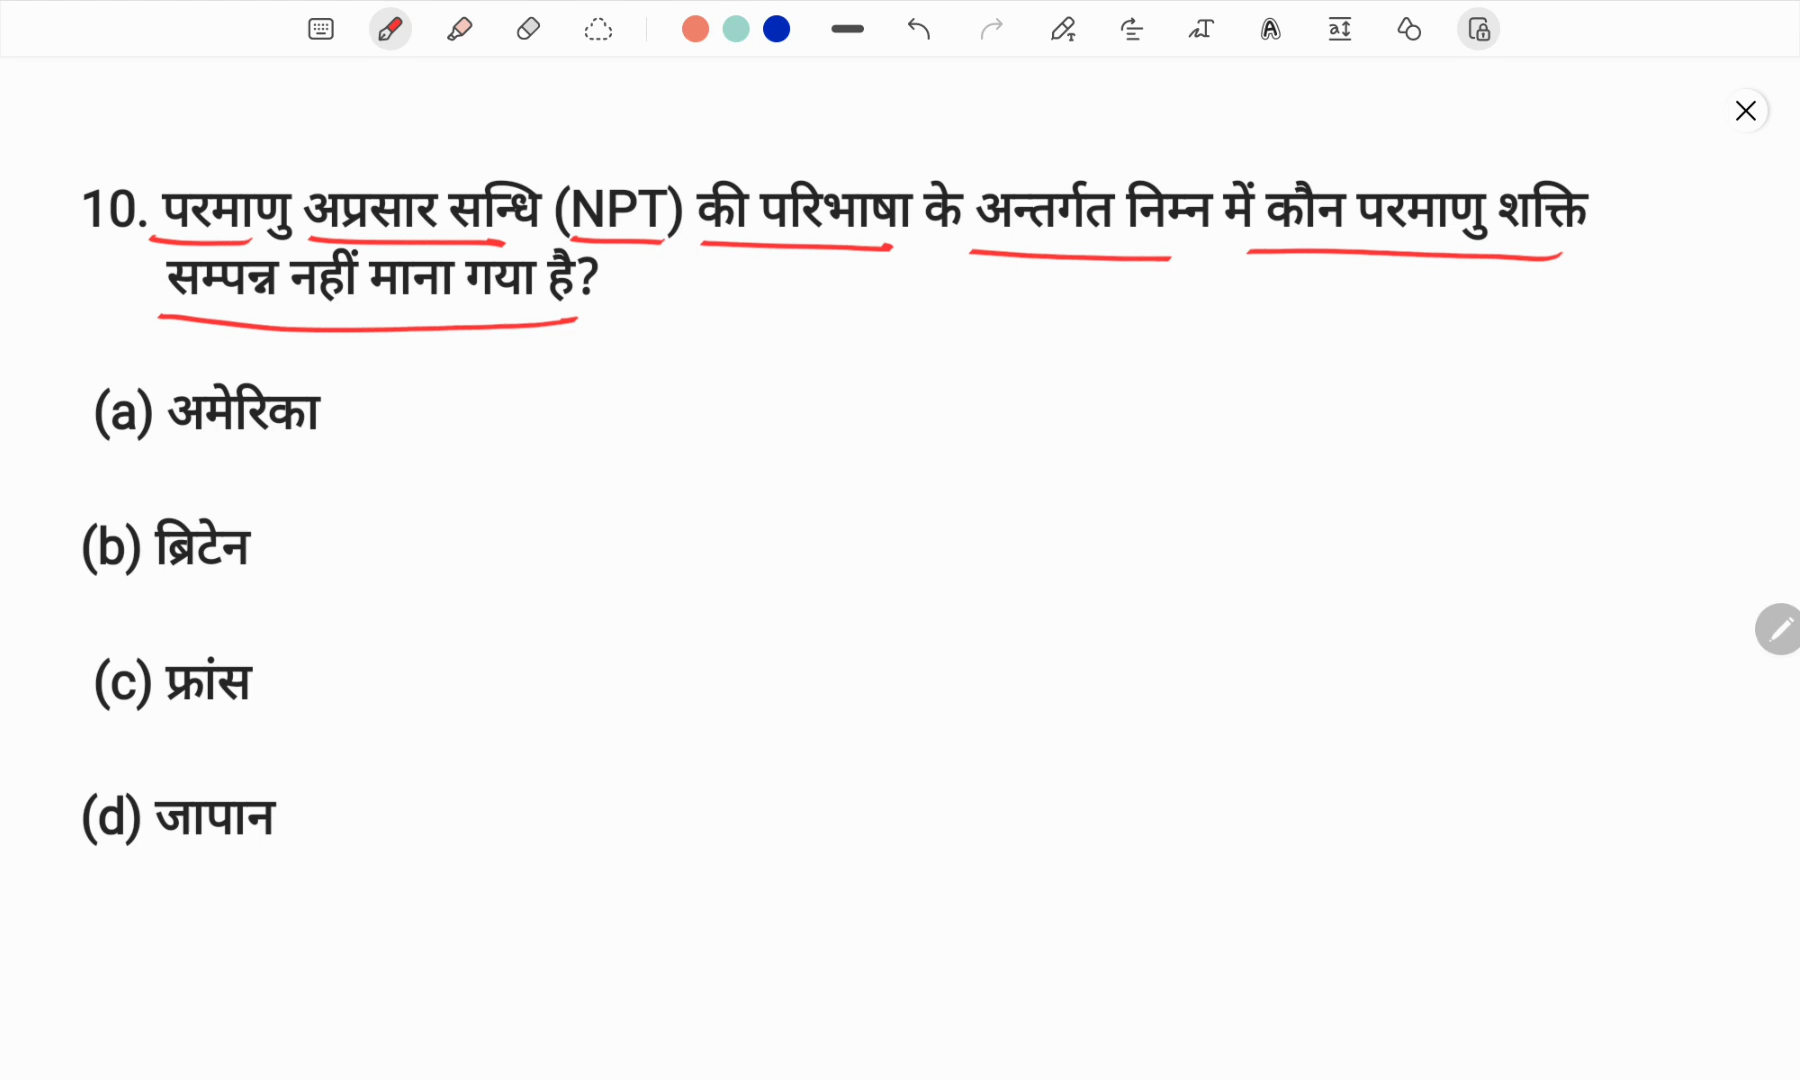 10. परमाणु अप्रसार सन्धि (NPT) की परिभाषा के अन्तर्गत निम्न में कौन परमाणु शक्ति
सम्पन्न नहीं माना गया है?
(a) अमेरिका
(b) ब्रिटेन
(c) फ्रांस
(d) जापान